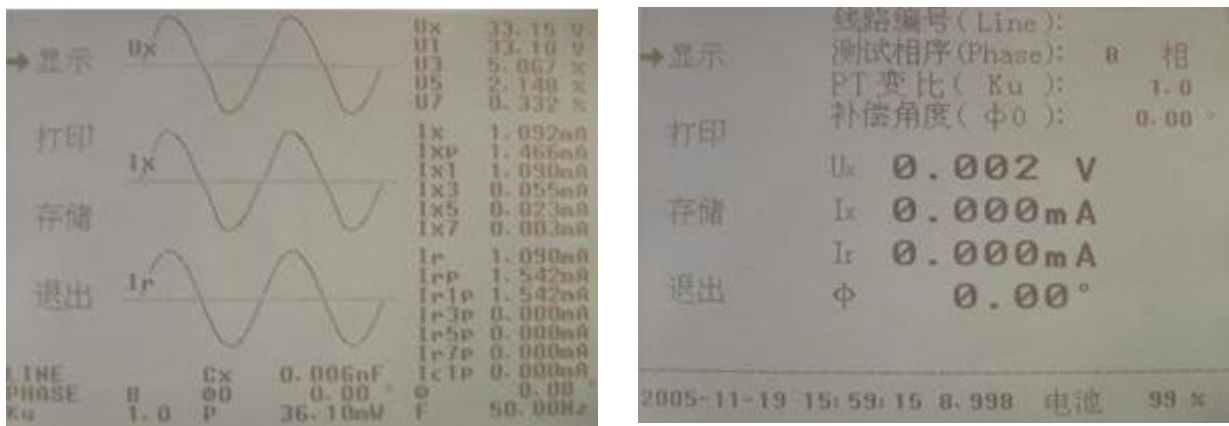 ➔显示
打印
存储
退出
Ux
Ix
Ir
Ux 33.15 V
U1 33.10 V
U3 5.067 %
U5 2.148 %
U7 0.332 %
Ix 1.092mA
Ixp 1.466mA
Ix1 1.090mA
Ix3 0.055mA
Ix5 0.023mA
Ix7 0.003mA
Ir 1.090mA
Irp 1.542mA
Ir1p 1.542mA
Ir3p 0.000mA
Ir5p 0.000mA
Ir7p 0.000mA
Ic1p 0.000mA
LINE Cx 0.006nF
PHASE B Φ0 0.00 ° Φ 0.00 °
Ku 1.0 P 36.10mW F 50.00Hz
线路编号(Line):
➔显示 测试相序(Phase): B 相
PT变比( Ku ): 1.0
打印 补偿角度( Φ0 ): 0.00 °
Ux 0.002 V
存储 Ix 0.000mA
Ir 0.000mA
退出 Φ 0.00°
2005-11-19 15:59:15 8.998 电池 99 %